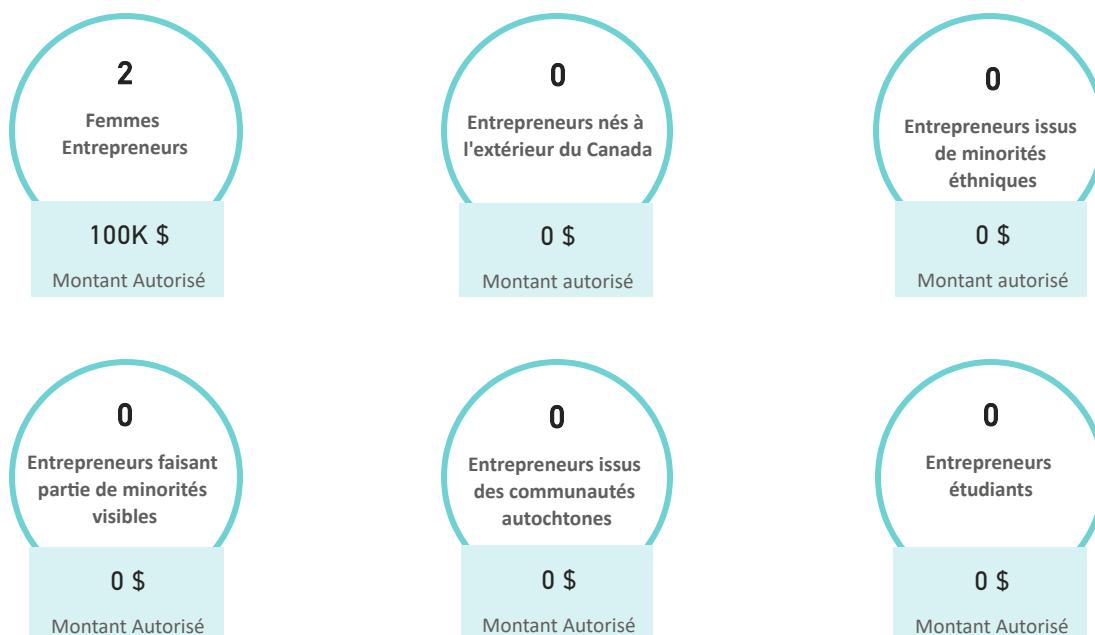 2
Femmes
Entrepreneurs
100K $
Montant Autorisé
0
Entrepreneurs nés à
l'extérieur du Canada
0 $
Montant autorisé
0
Entrepreneurs issus
de minorités
éthniques
0 $
Montant autorisé
0
Entrepreneurs faisant
partie de minorités
visibles
0 $
Montant Autorisé
0
Entrepreneurs issus
des communautés
autochtones
0 $
Montant Autorisé
0
Entrepreneurs
étudiants
0 $
Montant Autorisé